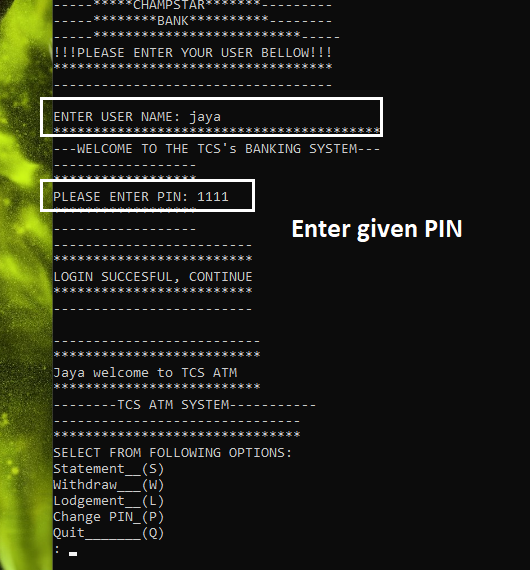 -----*****CHAMPSTAR*******---------
-----********BANK**********--------
-----**************************-----
!!!PLEASE ENTER YOUR USER BELLOW!!!
***********************************
-----------------------------------
ENTER USER NAME: jaya
*****************************************
---WELCOME TO THE TCS's BANKING SYSTEM---
------------------
******************
PLEASE ENTER PIN: 1111
******************
------------------
Enter given PIN
-------------------------
*************************
LOGIN SUCCESFUL, CONTINUE
*************************
-------------------------
--------------------------
**************************
Jaya welcome to TCS ATM
**************************
--------TCS ATM SYSTEM-----------
-------------------------------
*******************************
SELECT FROM FOLLOWING OPTIONS:
Statement__(S)
Withdraw___(W)
Lodgement__(L)
Change PIN_(P)
Quit_______(Q)
: